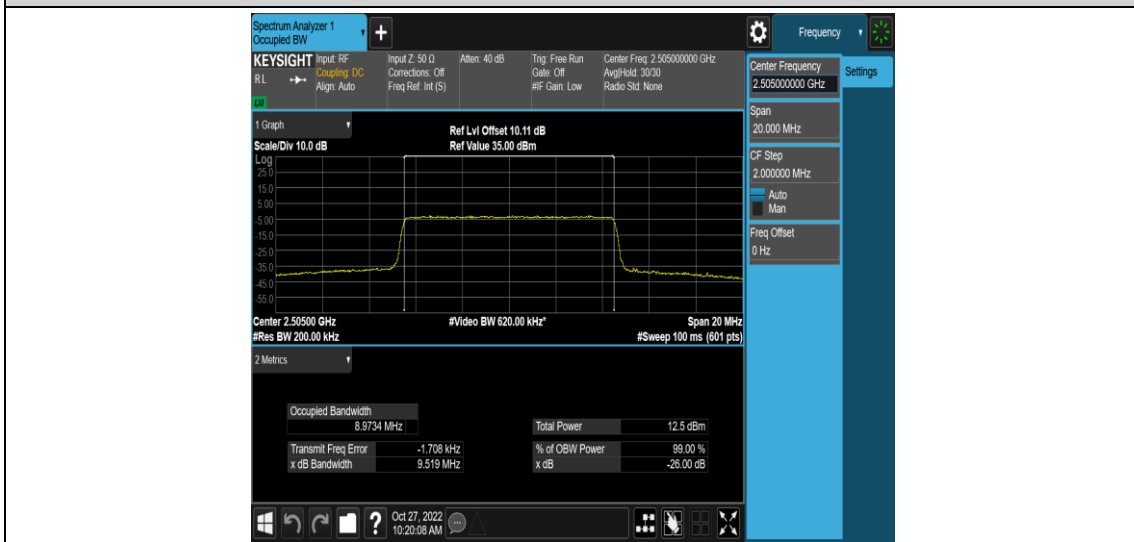 Spectrum Analyzer 1
Occupied BW
+
Frequency
KEYSIGHT
RL
Input: RF
Coupling: DC
Align: Auto
Input Z: 50 Ω
Corrections: Off
Freq Ref: Int (S)
Atten: 40 dB
Trig: Free Run
Gate: Off
#IF Gain: Low
Center Freq: 2.505000000 GHz
Avg|Hold: 30/30
Radio Std: None
Center Frequency
2.505000000 GHz
Settings
Span
20.000 MHz
CF Step
2.000000 MHz
Auto
Man
Freq Offset
0 Hz
1 Graph
Scale/Div 10.0 dB
Ref Lvl Offset 10.11 dB
Ref Value 35.00 dBm
Log
25.0
15.0
5.00
-5.00
-15.0
-25.0
-35.0
-45.0
-55.0
Center 2.50500 GHz
#Video BW 620.00 kHz*
Span 20 MHz
#Res BW 200.00 kHz
#Sweep 100 ms (601 pts)
2 Metrics
Occupied Bandwidth
8.9734 MHz
Total Power 12.5 dBm
Transmit Freq Error -1.708 kHz
% of OBW Power 99.00 %
x dB Bandwidth 9.519 MHz
x dB -26.00 dB
?
Oct 27, 2022
10:20:08 AM